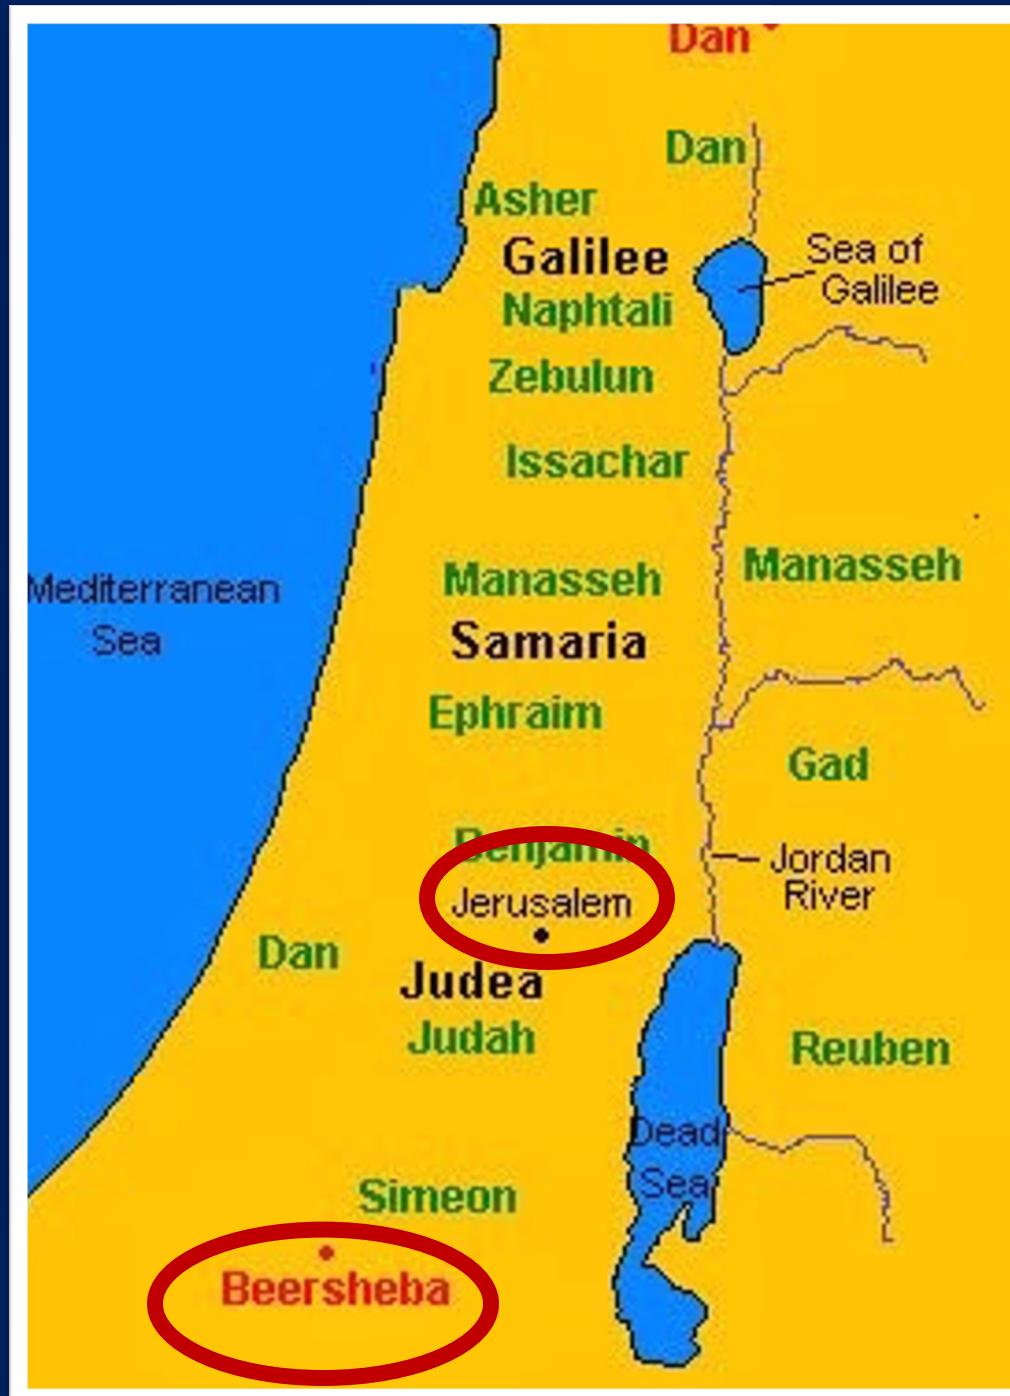 Dan
Dan
Asher
Galilee
Sea of
Galilee
Naphtali
Zebulun
Issachar
Manasseh
Manasseh
Mediterranean
Sea
Samaria
Ephraim
Gad
Benjamin
Jordan
River
Jerusalem
Dan
Judea
Judah
Reuben
Dead
Sea
Simeon
Beersheba